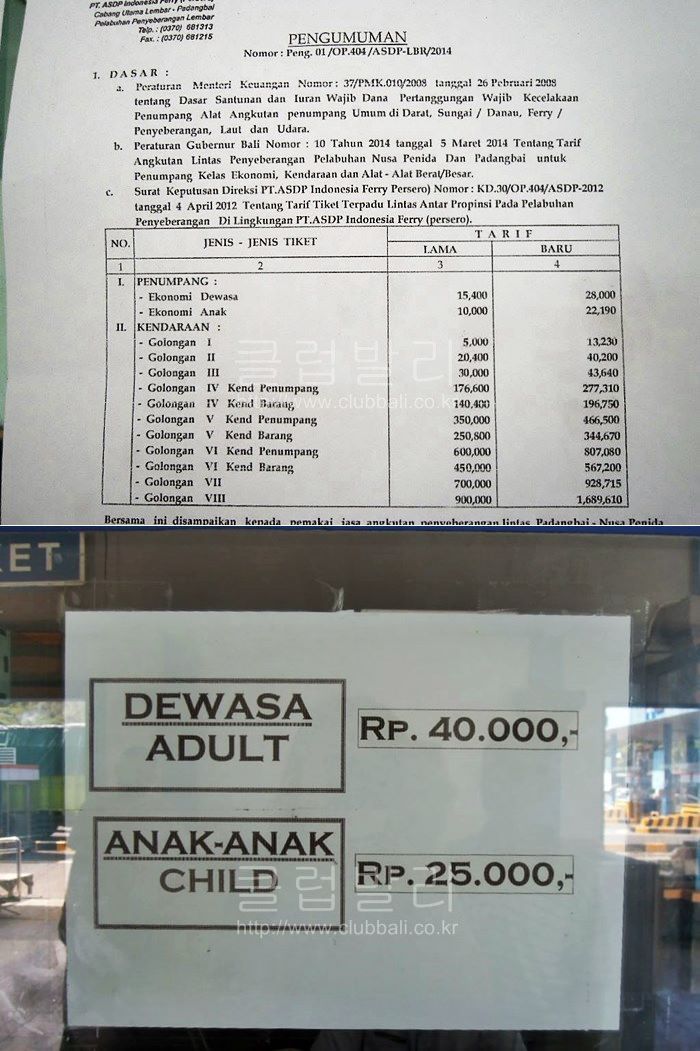 PT. ASDP Indonesia Ferry (Persero)
Cabang Utama Lembar - Padangbai
Pelabuhan Penyeberangan Lembar
Telp. : (0370) 681313
Fax. : (0370) 681215
PENGUMUMAN
Nomor : Peng. 01/OP.404/ASDP-LBR/2014
I. DASAR :
a. Peraturan Menteri Keuangan Nomor : 37/PMK.010/2008 tanggal 26 Pebruari 2008
tentang Dasar Santunan dan Iuran Wajib Dana Pertanggungan Wajib Kecelakaan
Penumpang Alat Angkutan penumpang Umum di Darat, Sungai / Danau, Ferry /
Penyeberangan, Laut dan Udara.
b. Peraturan Gubernur Bali Nomor : 10 Tahun 2014 tanggal 5 Maret 2014 Tentang Tarif
Angkutan Lintas Penyeberangan Pelabuhan Nusa Penida Dan Padangbai untuk
Penumpang Kelas Ekonomi, Kendaraan dan Alat - Alat Berat/Besar.
c. Surat Keputusan Direksi PT.ASDP Indonesia Ferry Persero) Nomor : KD.30/OP.404/ASDP-2012
tanggal 4 April 2012 Tentang Tarif Tiket Terpadu Lintas Antar Propinsi Pada Pelabuhan
Penyeberangan Di Lingkungan PT.ASDP Indonesia Ferry (persero).
NO. JENIS - JENIS TIKET TARIF
LAMA BARU
1 2 3 4
I. PENUMPANG :
- Ekonomi Dewasa 15,400 28,000
- Ekonomi Anak 10,000 22,190
II. KENDARAAN :
- Golongan I 5,000 13,230
- Golongan II 20,400 40,200
- Golongan III 30,000 43,640
- Golongan IV Kend Penumpang 176,600 277,310
- Golongan IV Kend Barang 140,400 196,750
- Golongan V Kend Penumpang 350,000 466,500
- Golongan V Kend Barang 250,800 344,670
- Golongan VI Kend Penumpang 600,000 807,080
- Golongan VI Kend Barang 450,000 567,200
- Golongan VII 700,000 928,715
- Golongan VIII 900,000 1,689,610
클럽발리
http://www.clubbali.co.kr
Bersama ini disampaikan kepada pemakai jasa angkutan penyeberangan lintas Padangbai - Nusa Penida
KET
DEWASA
ADULT
RP. 40.000,-
ANAK-ANAK
CHILD
RP. 25.000,-
클럽발리
http://www.clubbali.co.kr